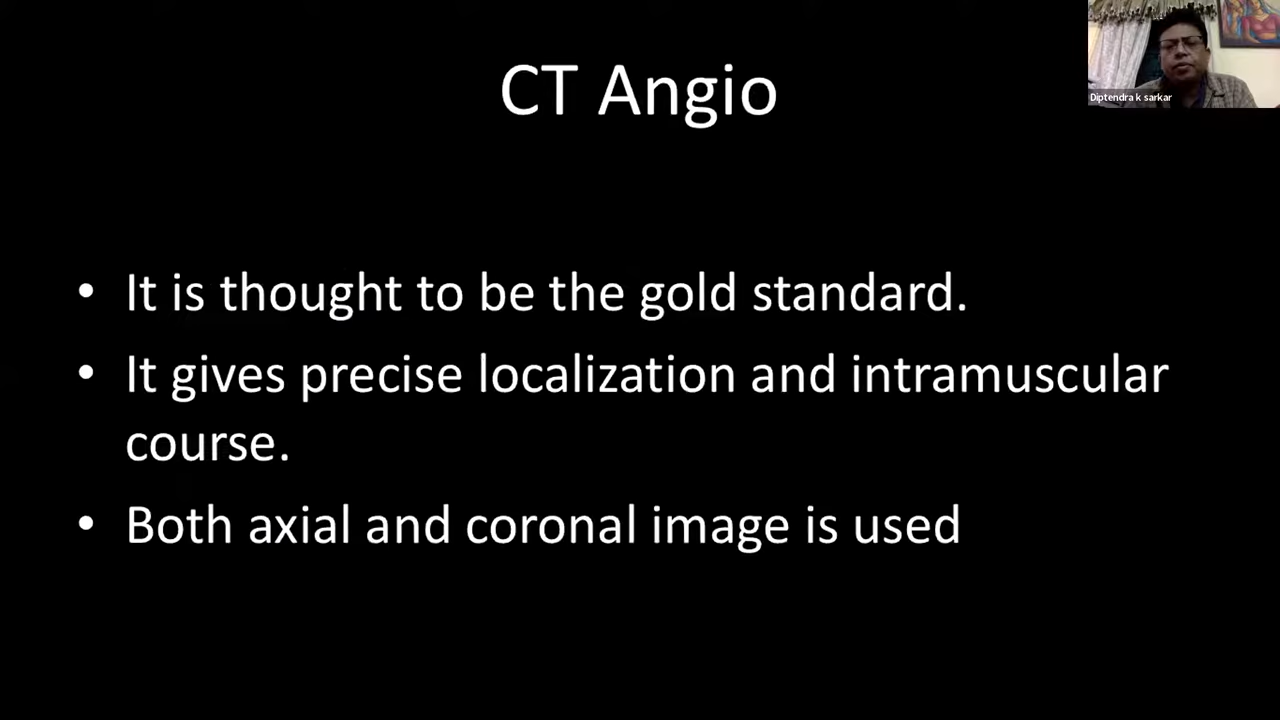 CT Angio
Diptendra k sarkar
• It is thought to be the gold standard.
• It gives precise localization and intramuscular
course.
• Both axial and coronal image is used